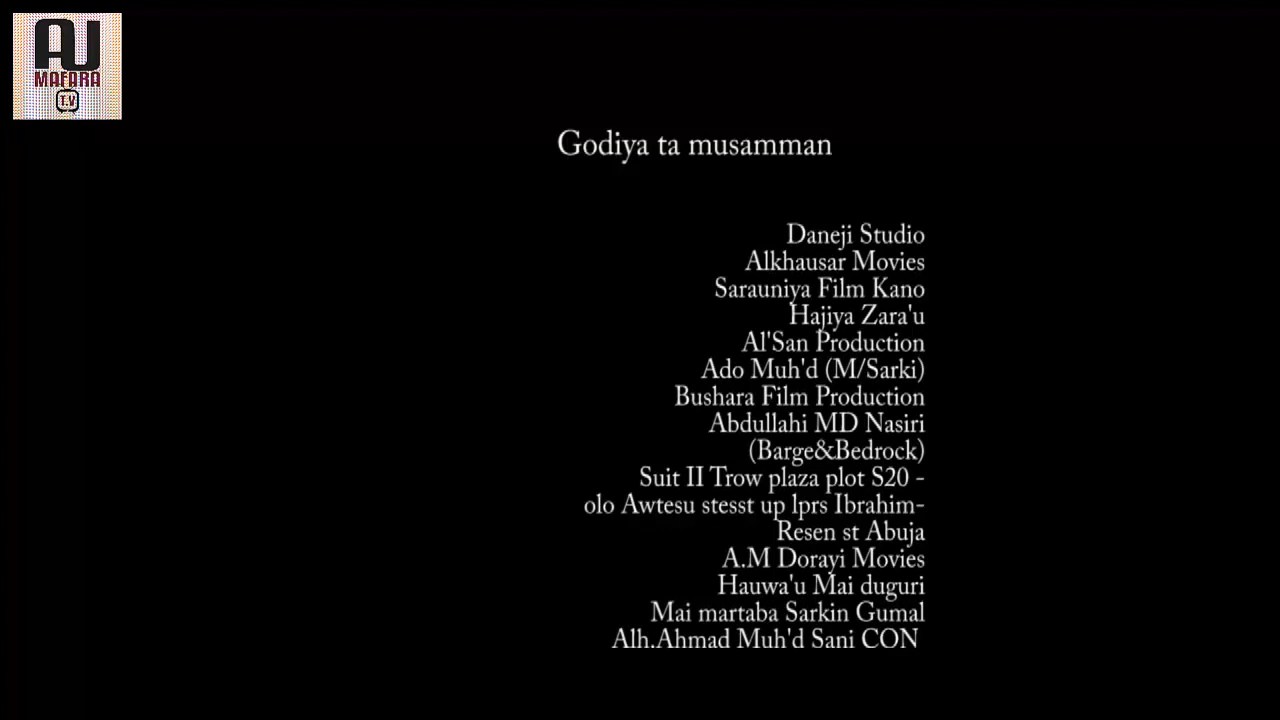 AU
MAFARA
TV
Godiya ta musamman
Daneji Studio
Alkhausar Movies
Sarauniya Film Kano
Hajiya Zara'u
Al'San Production
Ado Muh'd (M/Sarki)
Bushara Film Production
Abdullahi MD Nasiri
(Barge&Bedrock)
Suit II Trow plaza plot S20 -
olo Awtesu stesst up lprs Ibrahim-
Resen st Abuja
A.M Dorayi Movies
Hauwa'u Mai duguri
Mai martaba Sarkin Gumal
Alh.Ahmad Muh'd Sani CON